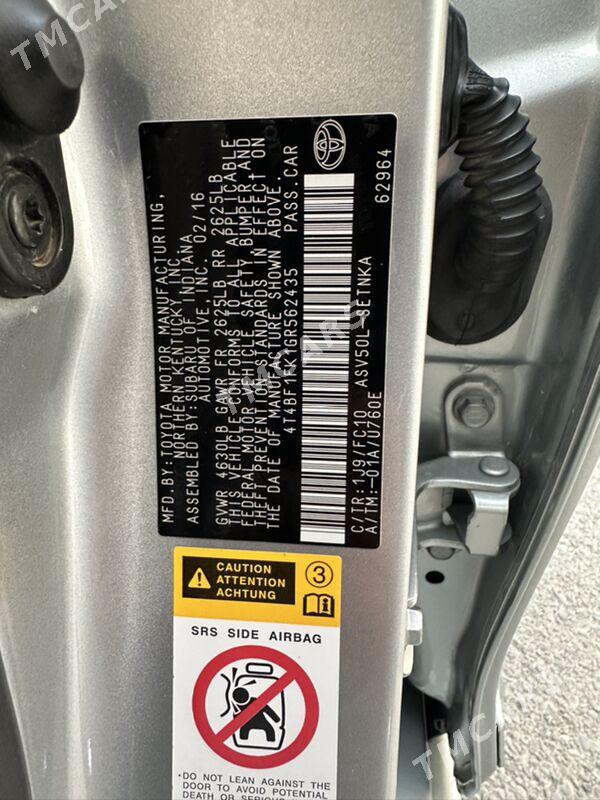 MFD.BY:TOYOTA MOTOR MANUFACTURING,
NORTHERN KENTUCKY, INC.
ASSEMBLED BY:SUBARU OF INDIANA
AUTOMOTIVE, INC. 02/16
GVWR 4630LB GAWR FR 2625LB RR 2625LB
THIS VEHICLE CONFORMS TO ALL APPLICABLE
FEDERAL MOTOR VEHICLE SAFETY, BUMPER, AND
THEFT PREVENTION STANDARDS IN EFFECT ON
THE DATE OF MANUFACTURE SHOWN ABOVE.
PASS.CAR
62964
C/TR:1J9/FC10 ASV50L-CETNKA
A/TM:-01A/U760E
CAUTION
ATTENTION
ACHTUNG
3
SRS SIDE AIRBAG
·DO NOT LEAN AGAINST THE
DOOR TO AVOID POTENTIAL
DEATH OR SERIOUS
TMCARS
TMCARS
TMCARS